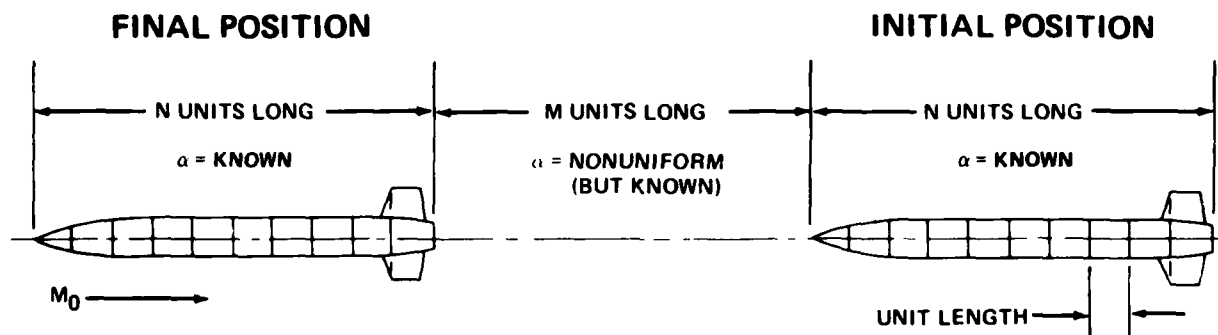 FINAL POSITION
INITIAL POSITION
N UNITS LONG
M UNITS LONG
N UNITS LONG
α = KNOWN
α = NONUNIFORM
(BUT KNOWN)
α = KNOWN
M₀
UNIT LENGTH